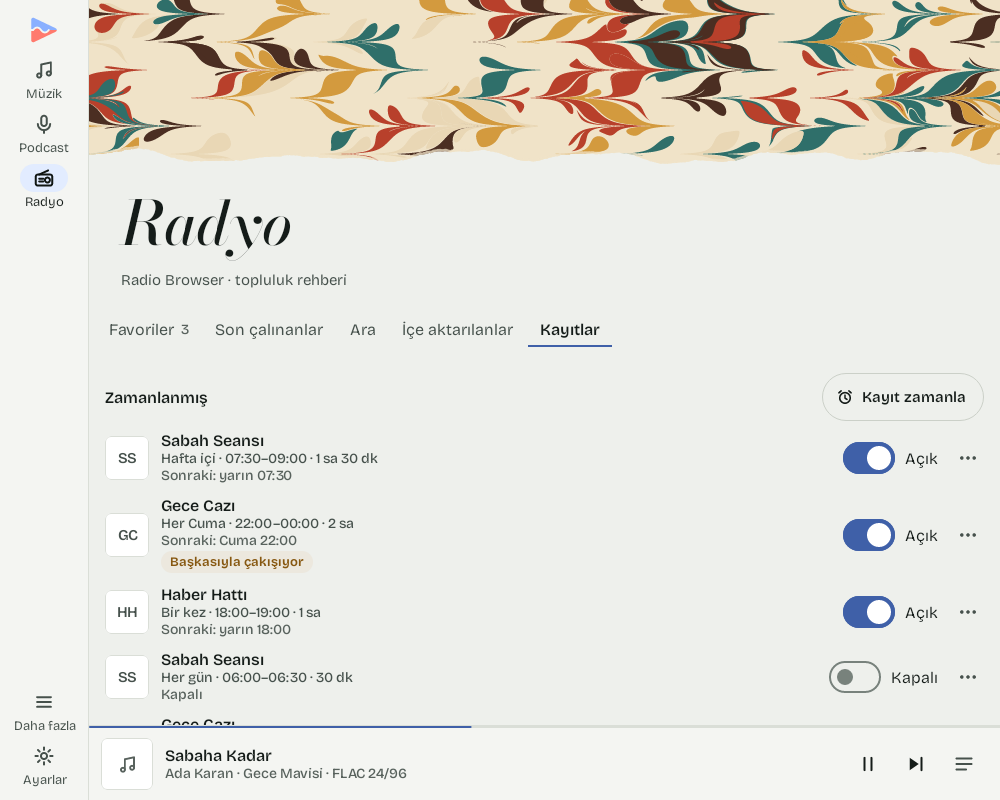 Müzik
Podcast
Radyo
Daha fazla
Ayarlar
Radyo
Radio Browser · topluluk rehberi
Favoriler 3
Son çalınanlar
Ara
İçe aktarılanlar
Kayıtlar
Zamanlanmış
Kayıt zamanla
SS
Sabah Seansı
Hafta içi · 07:30–09:00 · 1 sa 30 dk
Sonraki: yarın 07:30
Açık
GC
Gece Cazı
Her Cuma · 22:00–00:00 · 2 sa
Sonraki: Cuma 22:00
Başkasıyla çakışıyor
Açık
HH
Haber Hattı
Bir kez · 18:00–19:00 · 1 sa
Sonraki: yarın 18:00
Açık
SS
Sabah Seansı
Her gün · 06:00–06:30 · 30 dk
Kapalı
Kapalı
Gece Cazı
Sabaha Kadar
Ada Karan · Gece Mavisi · FLAC 24/96